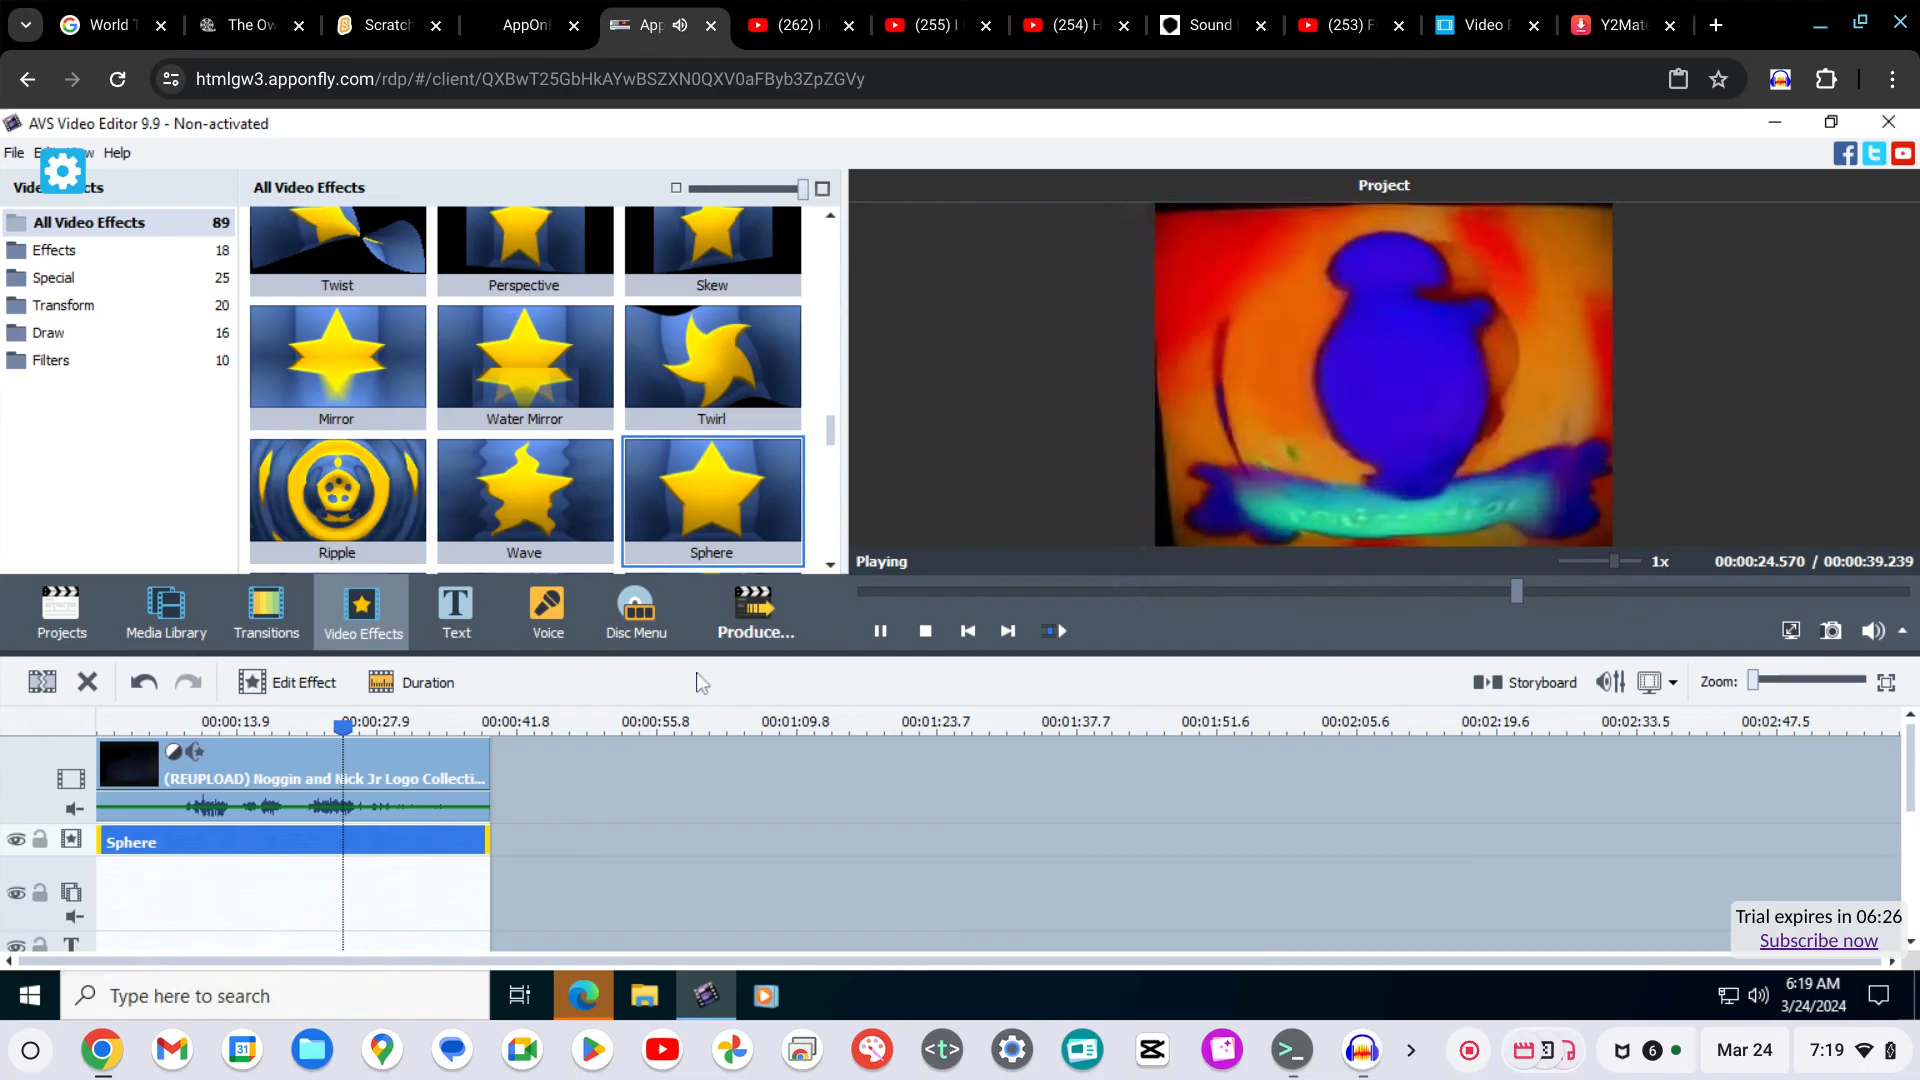 World T
The Ow
Scratch
AppOnF
App
(262) I
(255) I
(254) H
Sound
(253) F
Video F
Y2Mate
htmlgw3.apponfly.com/rdp/#/client/QXBwT25GbHkAYwBSZXN0QXV0aFByb3ZpZGVy
AVS Video Editor 9.9 - Non-activated
File Help
All Video Effects
All Video Effects 89
Effects 18
Special 25
Transform 20
Draw 16
Filters 10
Twist Perspective Skew
Mirror Water Mirror Twirl
Ripple Wave Sphere
Project
Playing 1x 00:00:24.570 / 00:00:39.239
Projects Media Library Transitions Video Effects Text Voice Disc Menu Produce...
Edit Effect Duration Storyboard Zoom:
00:00:13.9 00:00:27.9 00:00:41.8 00:00:55.8 00:01:09.8 00:01:23.7 00:01:37.7 00:01:51.6 00:02:05.6 00:02:19.6 00:02:33.5 00:02:47.5
(REUPLOAD) Noggin and Nick Jr Logo Collecti...
Sphere
T
Trial expires in 06:26
Subscribe now
Type here to search
6:19 AM
3/24/2024
31
<t>
>_
6
Mar 24
7:19